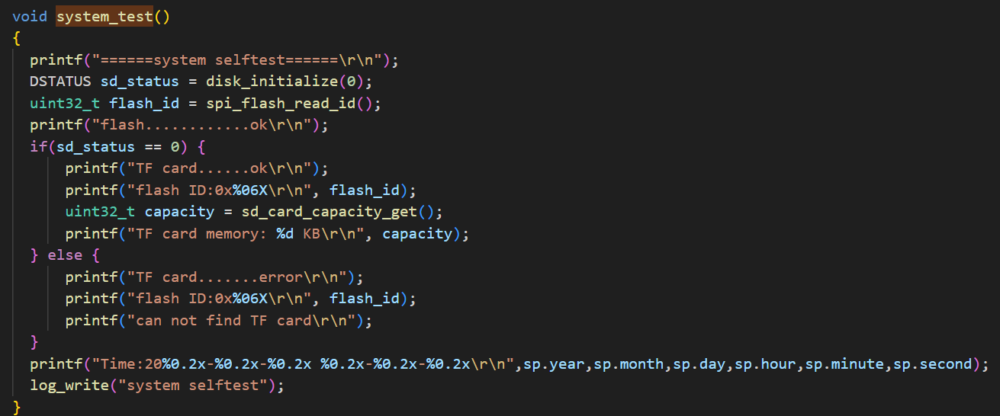 void system_test()
{
  printf("======system selftest======\r\n");
  DSTATUS sd_status = disk_initialize(0);
  uint32_t flash_id = spi_flash_read_id();
  printf("flash............ok\r\n");
  if(sd_status == 0) {
      printf("TF card......ok\r\n");
      printf("flash ID:0x%06X\r\n", flash_id);
      uint32_t capacity = sd_card_capacity_get();
      printf("TF card memory: %d KB\r\n", capacity);
  } else {
      printf("TF card.......error\r\n");
      printf("flash ID:0x%06X\r\n", flash_id);
      printf("can not find TF card\r\n");
  }
  printf("Time:20%0.2x-%0.2x-%0.2x %0.2x-%0.2x-%0.2x\r\n",sp.year,sp.month,sp.day,sp.hour,sp.minute,sp.second);
  log_write("system selftest");
}